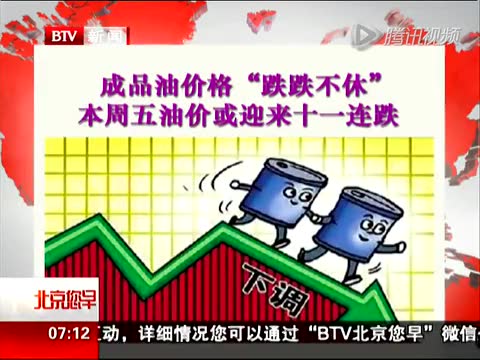 BTV 新闻
腾讯视频
成品油价格“跌跌不休”
本周五油价或迎来十一连跌
下调
北京您早
07:12 互动，详细情况您可以通过“BTV北京您早”微信